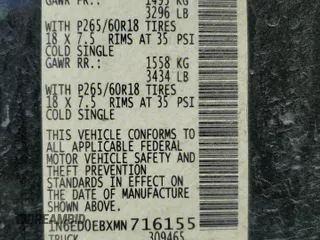 GAWR FR.: 1495 KG
3296 LB
WITH P265/60R18 TIRES
18 X 7.5 RIMS AT 35 PSI
COLD SINGLE
GAWR RR.: 1558 KG
3434 LB
WITH P265/60R18 TIRES
18 X 7.5 RIMS AT 35 PSI
COLD SINGLE
THIS VEHICLE CONFORMS TO
ALL APPLICABLE FEDERAL
MOTOR VEHICLE SAFETY AND
THEFT PREVENTION
STANDARDS IN EFFECT ON
THE DATE OF MANUFACTURE
SHOWN ABOVE.
1N6ED0EBXMN716155
TRUCK 309465
DREAMBID